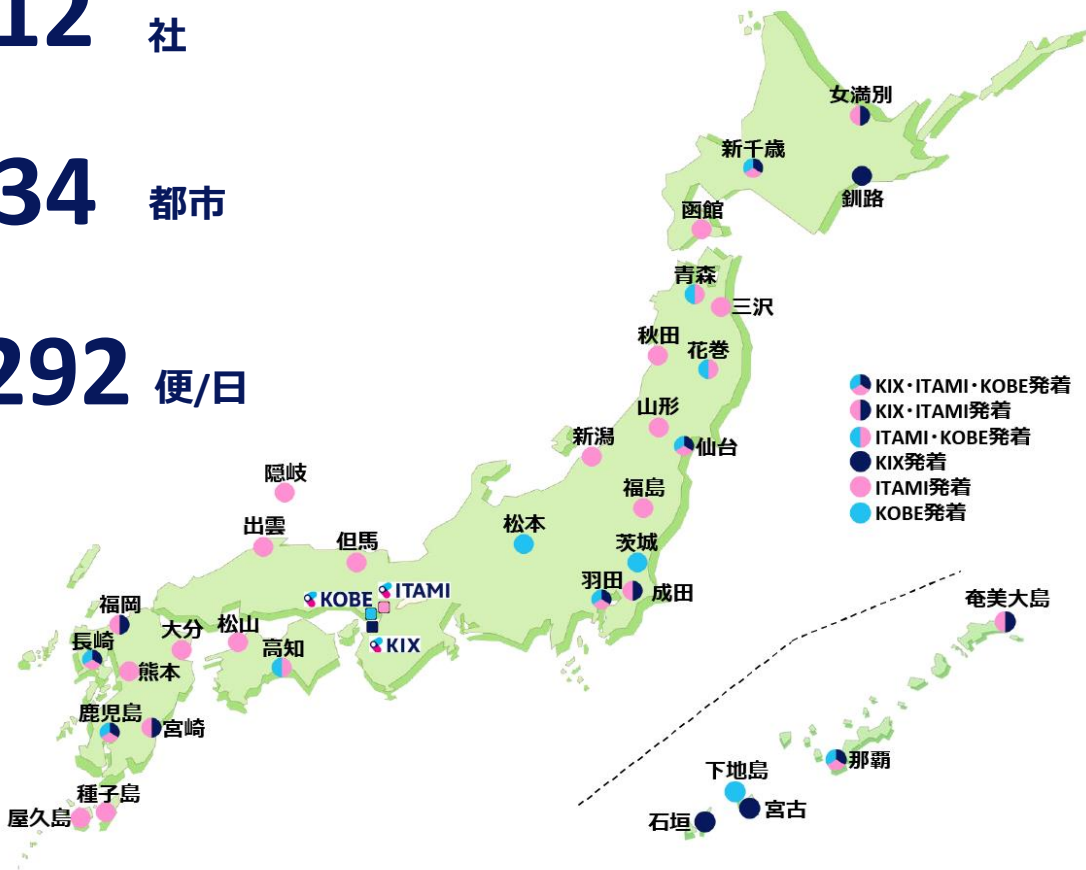 12 社
34 都市
292 便/日
女満別
新千歳
釧路
函館
青森
三沢
秋田
花巻
山形
新潟
仙台
福島
隠岐
松本
出雲
但馬
茨城
羽田
成田
KIX・ITAMI・KOBE発着
KIX・ITAMI発着
ITAMI・KOBE発着
KIX発着
ITAMI発着
KOBE発着
ITAMI
KOBE
KIX
福岡
大分
松山
高知
長崎
熊本
鹿児島
宮崎
種子島
屋久島
奄美大島
那覇
下地島
宮古
石垣